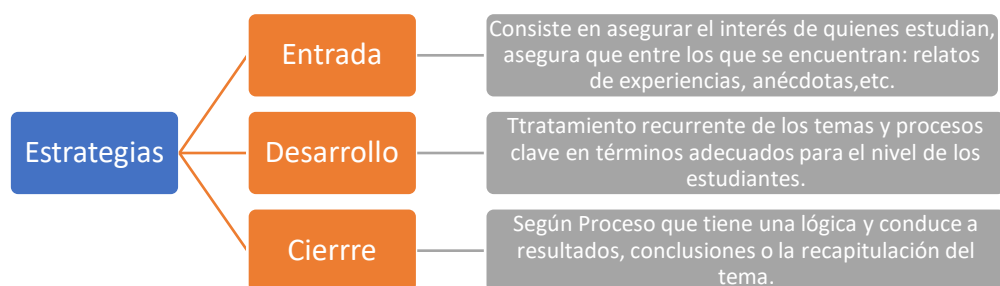 Estrategias
Entrada
Consiste en asegurar el interés de quienes estudian,
asegura que entre los que se encuentran: relatos
de experiencias, anécdotas,etc.
Desarrollo
Ttratamiento recurrente de los temas y procesos
clave en términos adecuados para el nivel de los
estudiantes.
Cierrre
Según Proceso que tiene una lógica y conduce a
resultados, conclusiones o la recapitulación del
tema.